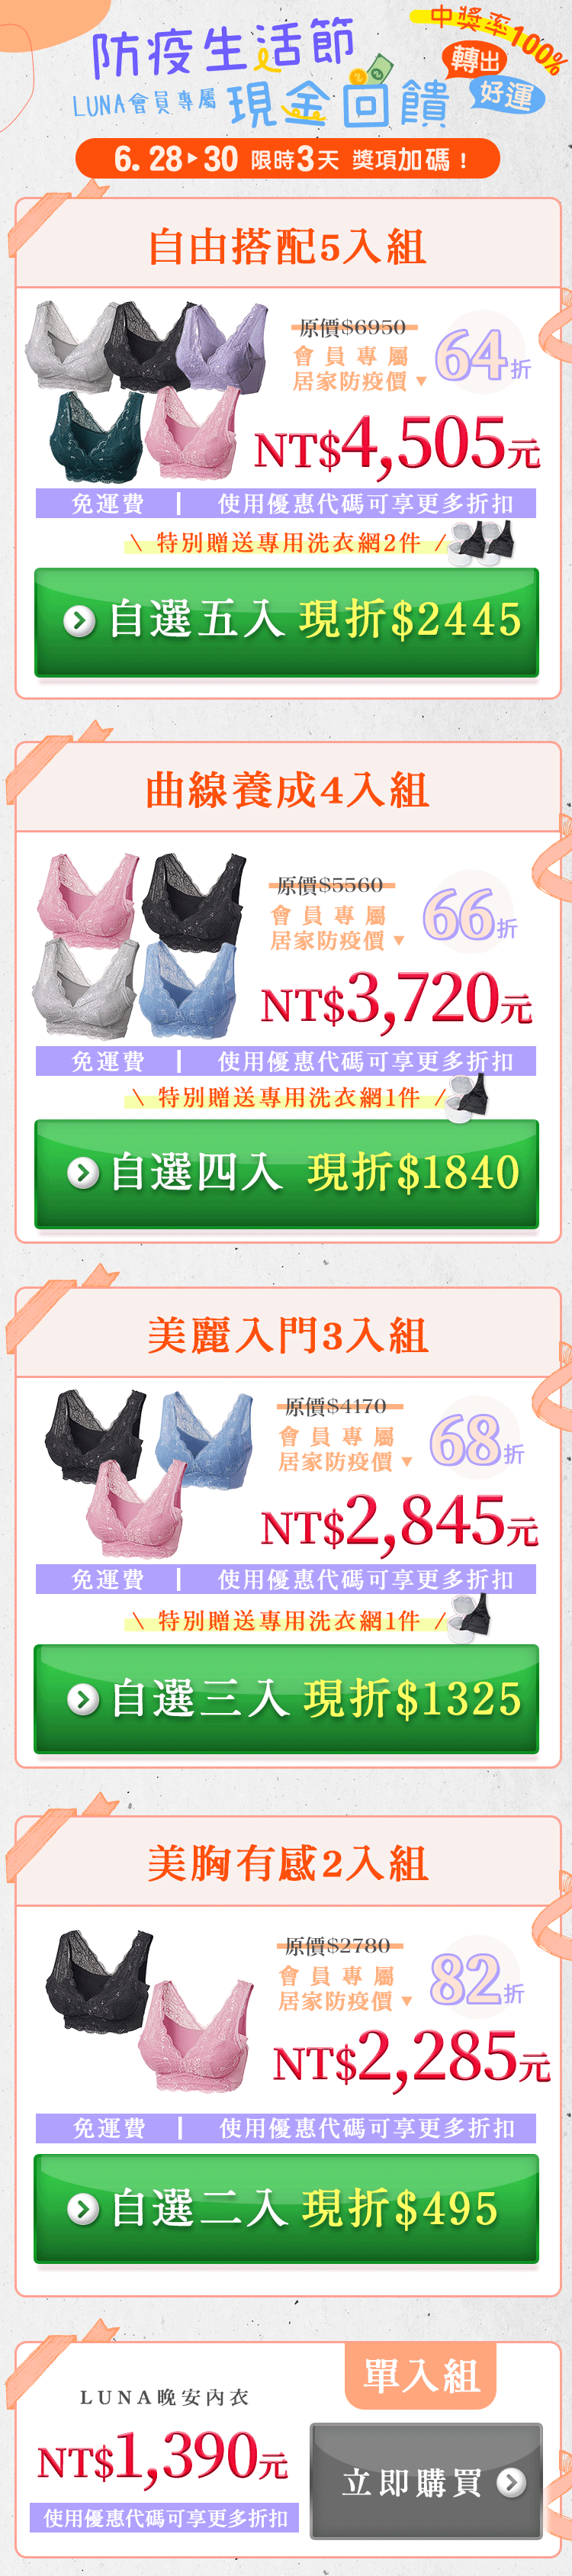 防疫生活節
中獎率100%
轉出
好運
LUNA會員專屬 現金回饋
6. 28▸30 限時3天 獎項加碼！
自由搭配5入組
原價$6950
會員專屬
居家防疫價▼
64折
NT$4,505元
免運費 | 使用優惠代碼可享更多折扣
\ 特別贈送專用洗衣網2件 /
自選五入 現折$2445
曲線養成4入組
原價$5560
會員專屬
居家防疫價▼
66折
NT$3,720元
免運費 | 使用優惠代碼可享更多折扣
\ 特別贈送專用洗衣網1件 /
自選四入 現折$1840
美麗入門3入組
原價$4170
會員專屬
居家防疫價▼
68折
NT$2,845元
免運費 | 使用優惠代碼可享更多折扣
\ 特別贈送專用洗衣網1件 /
自選三入 現折$1325
美胸有感2入組
原價$2780
會員專屬
居家防疫價▼
82折
NT$2,285元
免運費 | 使用優惠代碼可享更多折扣
自選二入 現折$495
單入組
LUNA晚安內衣
NT$1,390元
立即購買
使用優惠代碼可享更多折扣